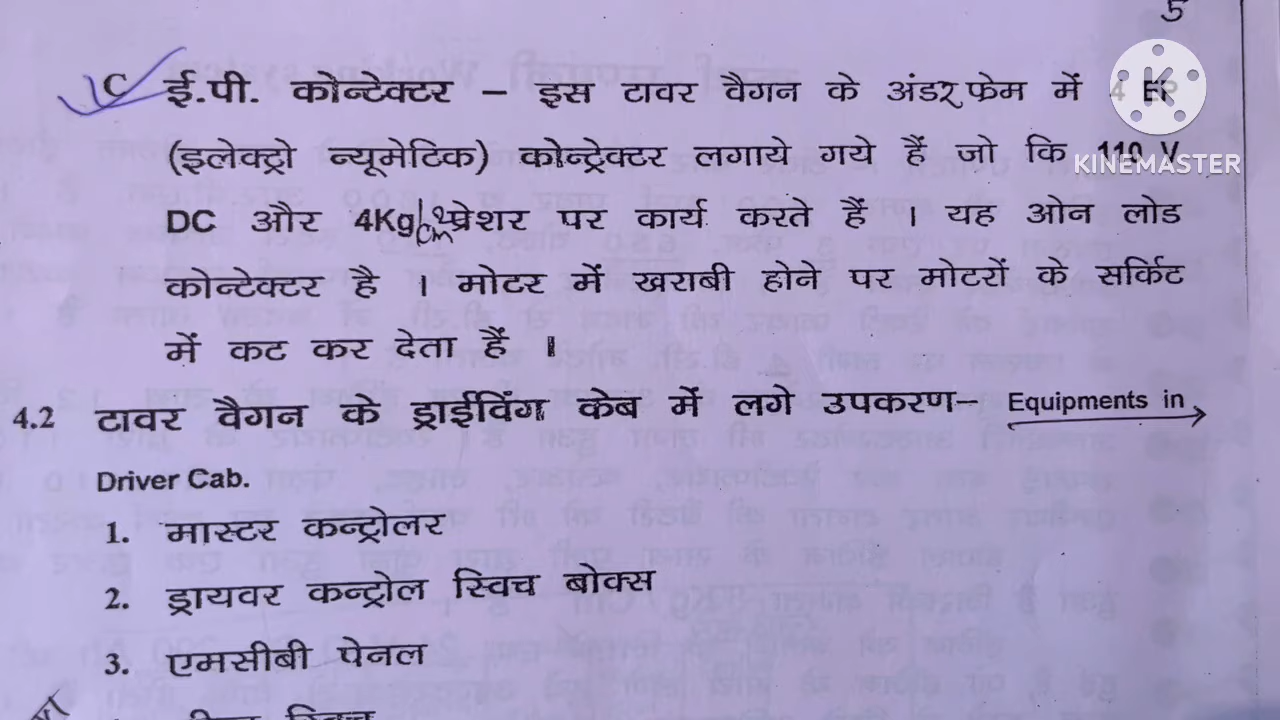 5
C ई.पी. कोन्टेक्टर – इस टावर वैगन के अंडर फ्रेम में 4 EP
(इलेक्ट्रो न्यूमेटिक) कोन्ट्रेक्टर लगाये गये हैं जो कि 110 V
KINEMASTER
DC और 4Kg/cm2 प्रेशर पर कार्य करते हैं । यह ओन लोड
कोन्टेक्टर है । मोटर में खराबी होने पर मोटरों के सर्किट
में कट कर देता हैं ।
4.2 टावर वैगन के ड्राईविंग केब में लगे उपकरण– Equipments in
Driver Cab.
1. मास्टर कन्ट्रोलर
2. ड्रायवर कन्ट्रोल स्विच बोक्स
3. एमसीबी पेनल
स्विच